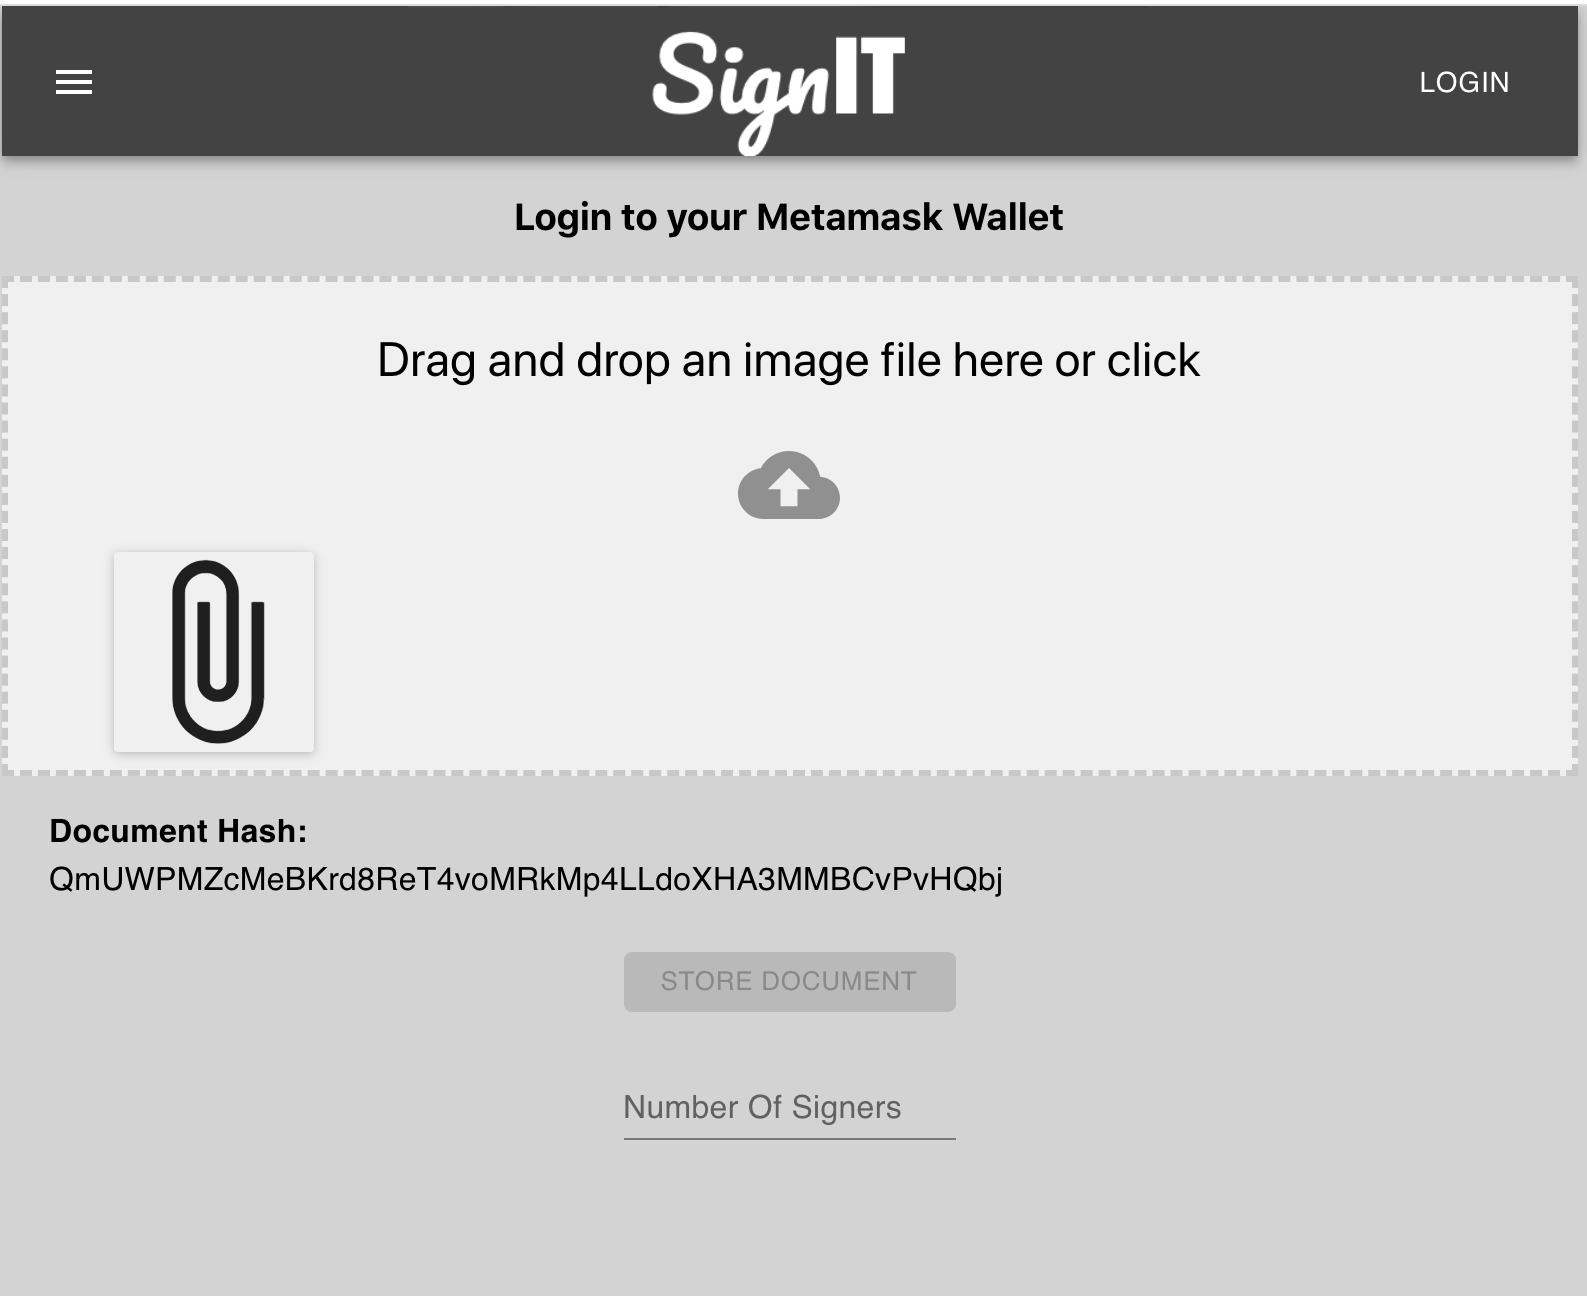 SignIT
LOGIN
Login to your Metamask Wallet
Drag and drop an image file here or click
Document Hash:
QmUWPMZcMeBKrd8ReT4voMRkMp4LLdoXHA3MMBCvPvHQbj
STORE DOCUMENT
Number Of Signers